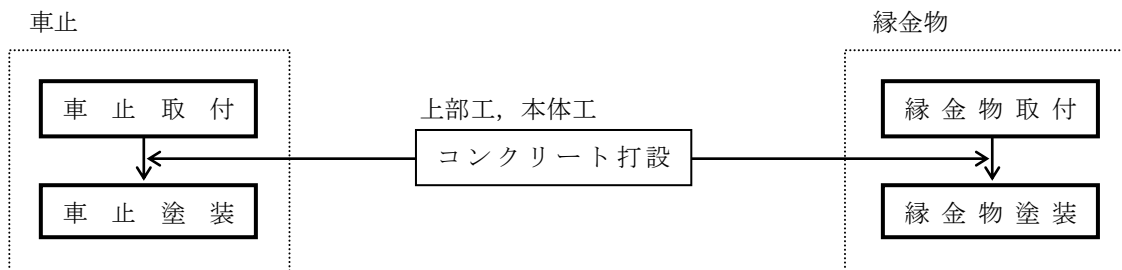 車止
縁金物
車止取付
上部工，本体工
縁金物取付
コンクリート打設
車止塗装
縁金物塗装